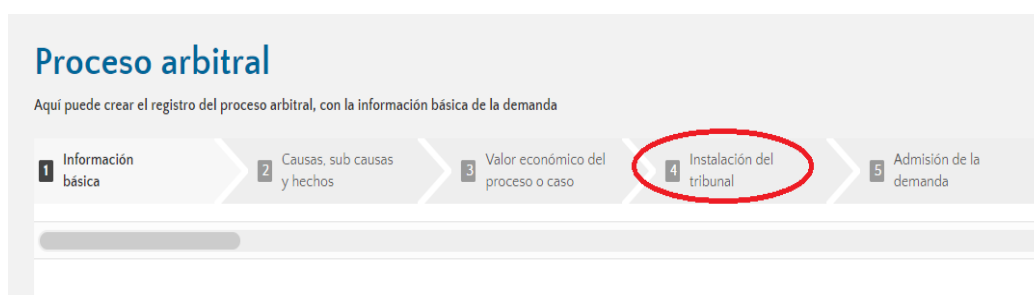 Proceso arbitral
Aquí puede crear el registro del proceso arbitral, con la información básica de la demanda
1 Información
básica
2 Causas, sub causas
y hechos
3 Valor económico del
proceso o caso
4 Instalación del
tribunal
5 Admisión de la
demanda